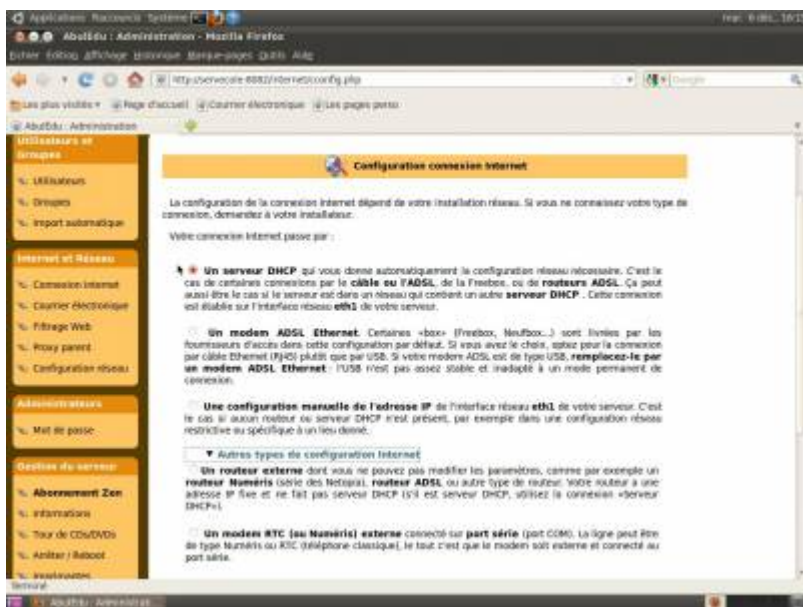 Applications Raccourcis Système
mar. 6 déc., 16:1
AbulÉdu : Administration - Mozilla Firefox
Fichier Édition Affichage Historique Marque-pages Outils Aide
http://servecole:8082/internet/config.php
Google
Les plus visités Page d'accueil Courrier électronique Les pages perso
AbulÉdu : Administration
Utilisateurs et
Groupes
Utilisateurs
Groupes
Import automatique
Internet et Réseau
Connexion internet
Courrier électronique
Filtrage Web
Proxy parent
Configuration réseau
Administrateurs
Mot de passe
Gestion du serveur
Abonnement Zen
Informations
Tour de CDs/DVDs
Arrêter / Reboot
Imprimantes
Configuration connexion Internet
La configuration de la connexion Internet dépend de votre installation réseau. Si vous ne connaissez votre type de
connexion, demandez à votre installateur.
Votre connexion Internet passe par :
Un serveur DHCP qui vous donne automatiquement la configuration réseau nécessaire. C'est le
cas de certaines connexions par le câble ou l'ADSL, de la Freebox, ou de routeurs ADSL. Ça peut
aussi être le cas si le serveur est dans un réseau qui contient un autre serveur DHCP . Cette connexion
est établie sur l'interface réseau eth1 de votre serveur.
Un modem ADSL Ethernet. Certaines «box» (Freebox, Neufbox...) sont livrées par les
fournisseurs d'accès dans cette configuration par défaut. Si vous avez le choix, optez pour la connexion
par câble Ethernet (RJ45) plutôt que par USB. Si votre modem ADSL est de type USB, remplacez-le par
un modem ADSL Ethernet : l'USB n'est pas assez stable et inadapté à un mode permanent de
connexion.
Une configuration manuelle de l'adresse IP de l'interface réseau eth1 de votre serveur. C'est
le cas si aucun routeur ou serveur DHCP n'est présent, par exemple dans une configuration réseau
restrictive ou spécifique à un lieu donné.
▼ Autres types de configuration Internet
Un routeur externe dont vous ne pouvez pas modifier les paramètres, comme par exemple un
routeur Numéris (série des Netopia), routeur ADSL ou autre type de routeur. Votre routeur a une
adresse IP fixe et ne fait pas serveur DHCP (s'il est serveur DHCP, utilisez la connexion «Serveur
DHCP»).
Un modem RTC (ou Numéris) externe connecté sur port série (port COM). La ligne peut être
de type Numéris ou RTC (téléphone classique), le tout c'est que le modem soit externe et connecté au
port série.
Terminé
AbulÉdu : Administrat